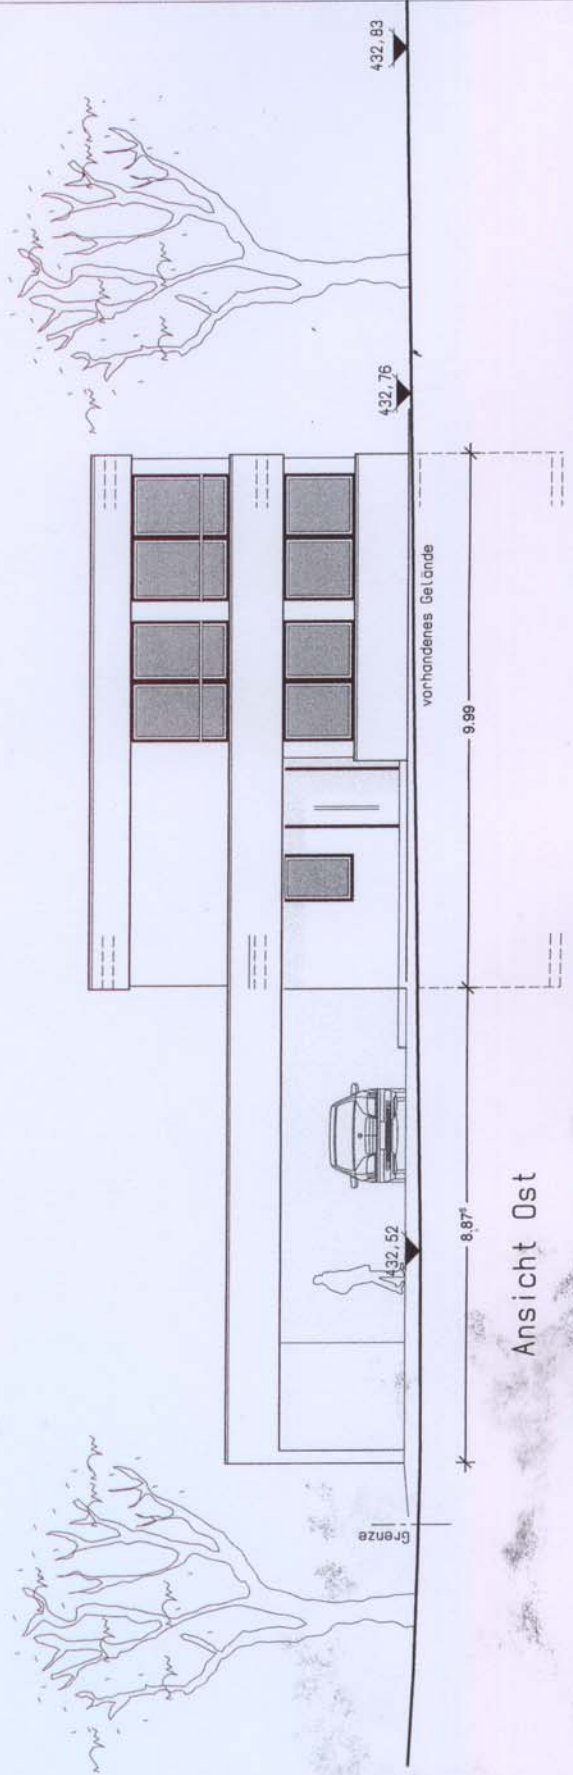 432,52
432,76
432,83
Grenze
vorhandenes Gelände
8.87⁵
9.99
Ansicht Ost